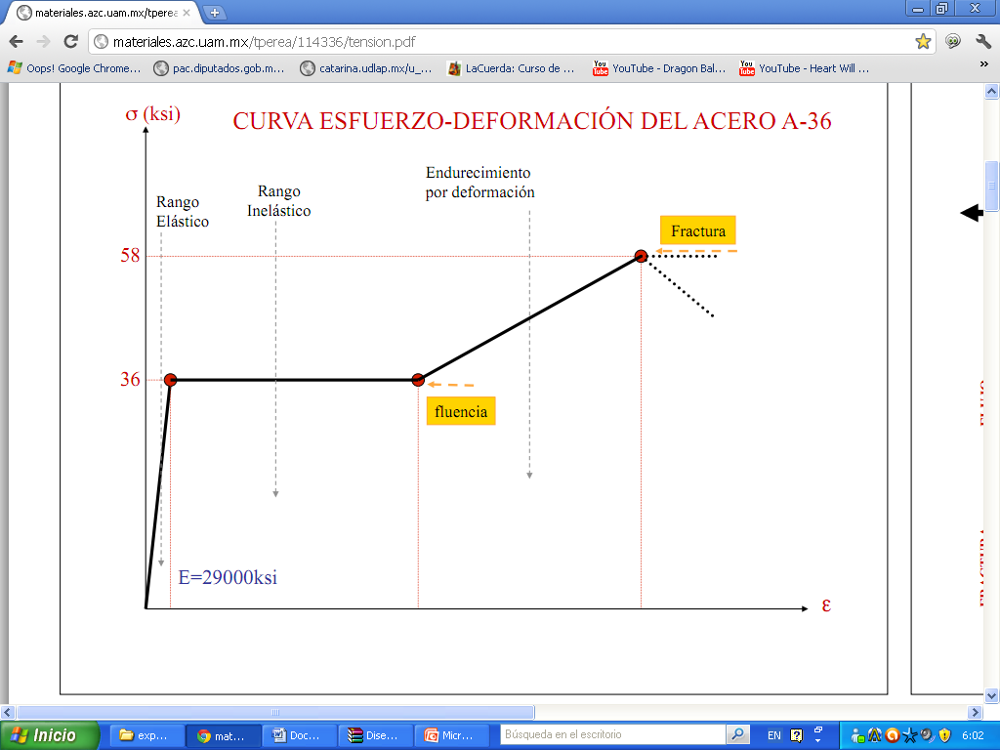 materiales.azc.uam.mx/tperea
materiales.azc.uam.mx/tperea/114336/tension.pdf
Oops! Google Chrome...
pac.diputados.gob.m...
catarina.udlap.mx/u_...
LaCuerda: Curso de ...
YouTube - Dragon Bal...
YouTube - Heart Will ...
»
σ (ksi)
CURVA ESFUERZO-DEFORMACIÓN DEL ACERO A-36
Rango
Elástico
Rango
Inelástico
Endurecimiento
por deformación
Fractura
58
36
fluencia
E=29000ksi
ε
Inicio
exp...
mat...
Doc...
Dise...
Micr...
Búsqueda en el escritorio
EN
6:02